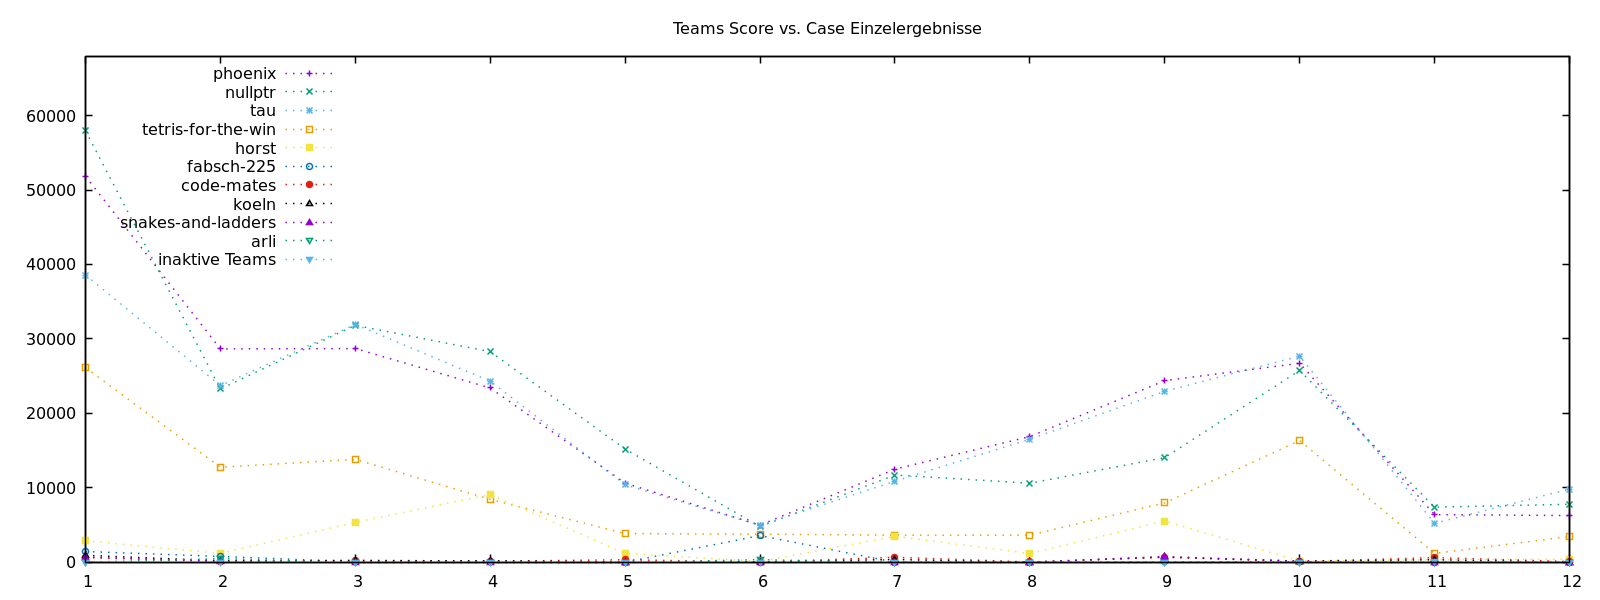 Teams Score vs. Case Einzelergebnisse
phoenix
nullptr
tau
60000
tetris-for-the-win
horst
fabsch-225
50000
code-mates
koeln
snakes-and-ladders
arli
40000
inaktive Teams
30000
20000
10000
0
1 2 3 4 5 6 7 8 9 10 11 12